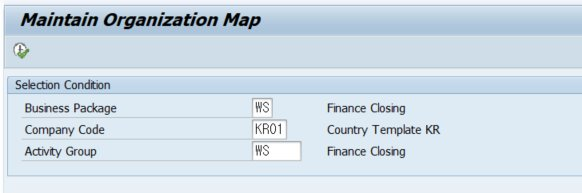 Maintain Organization Map
Selection Condition
Business Package ₩S Finance Closing
Company Code KR01 Country Template KR
Activity Group ₩S Finance Closing